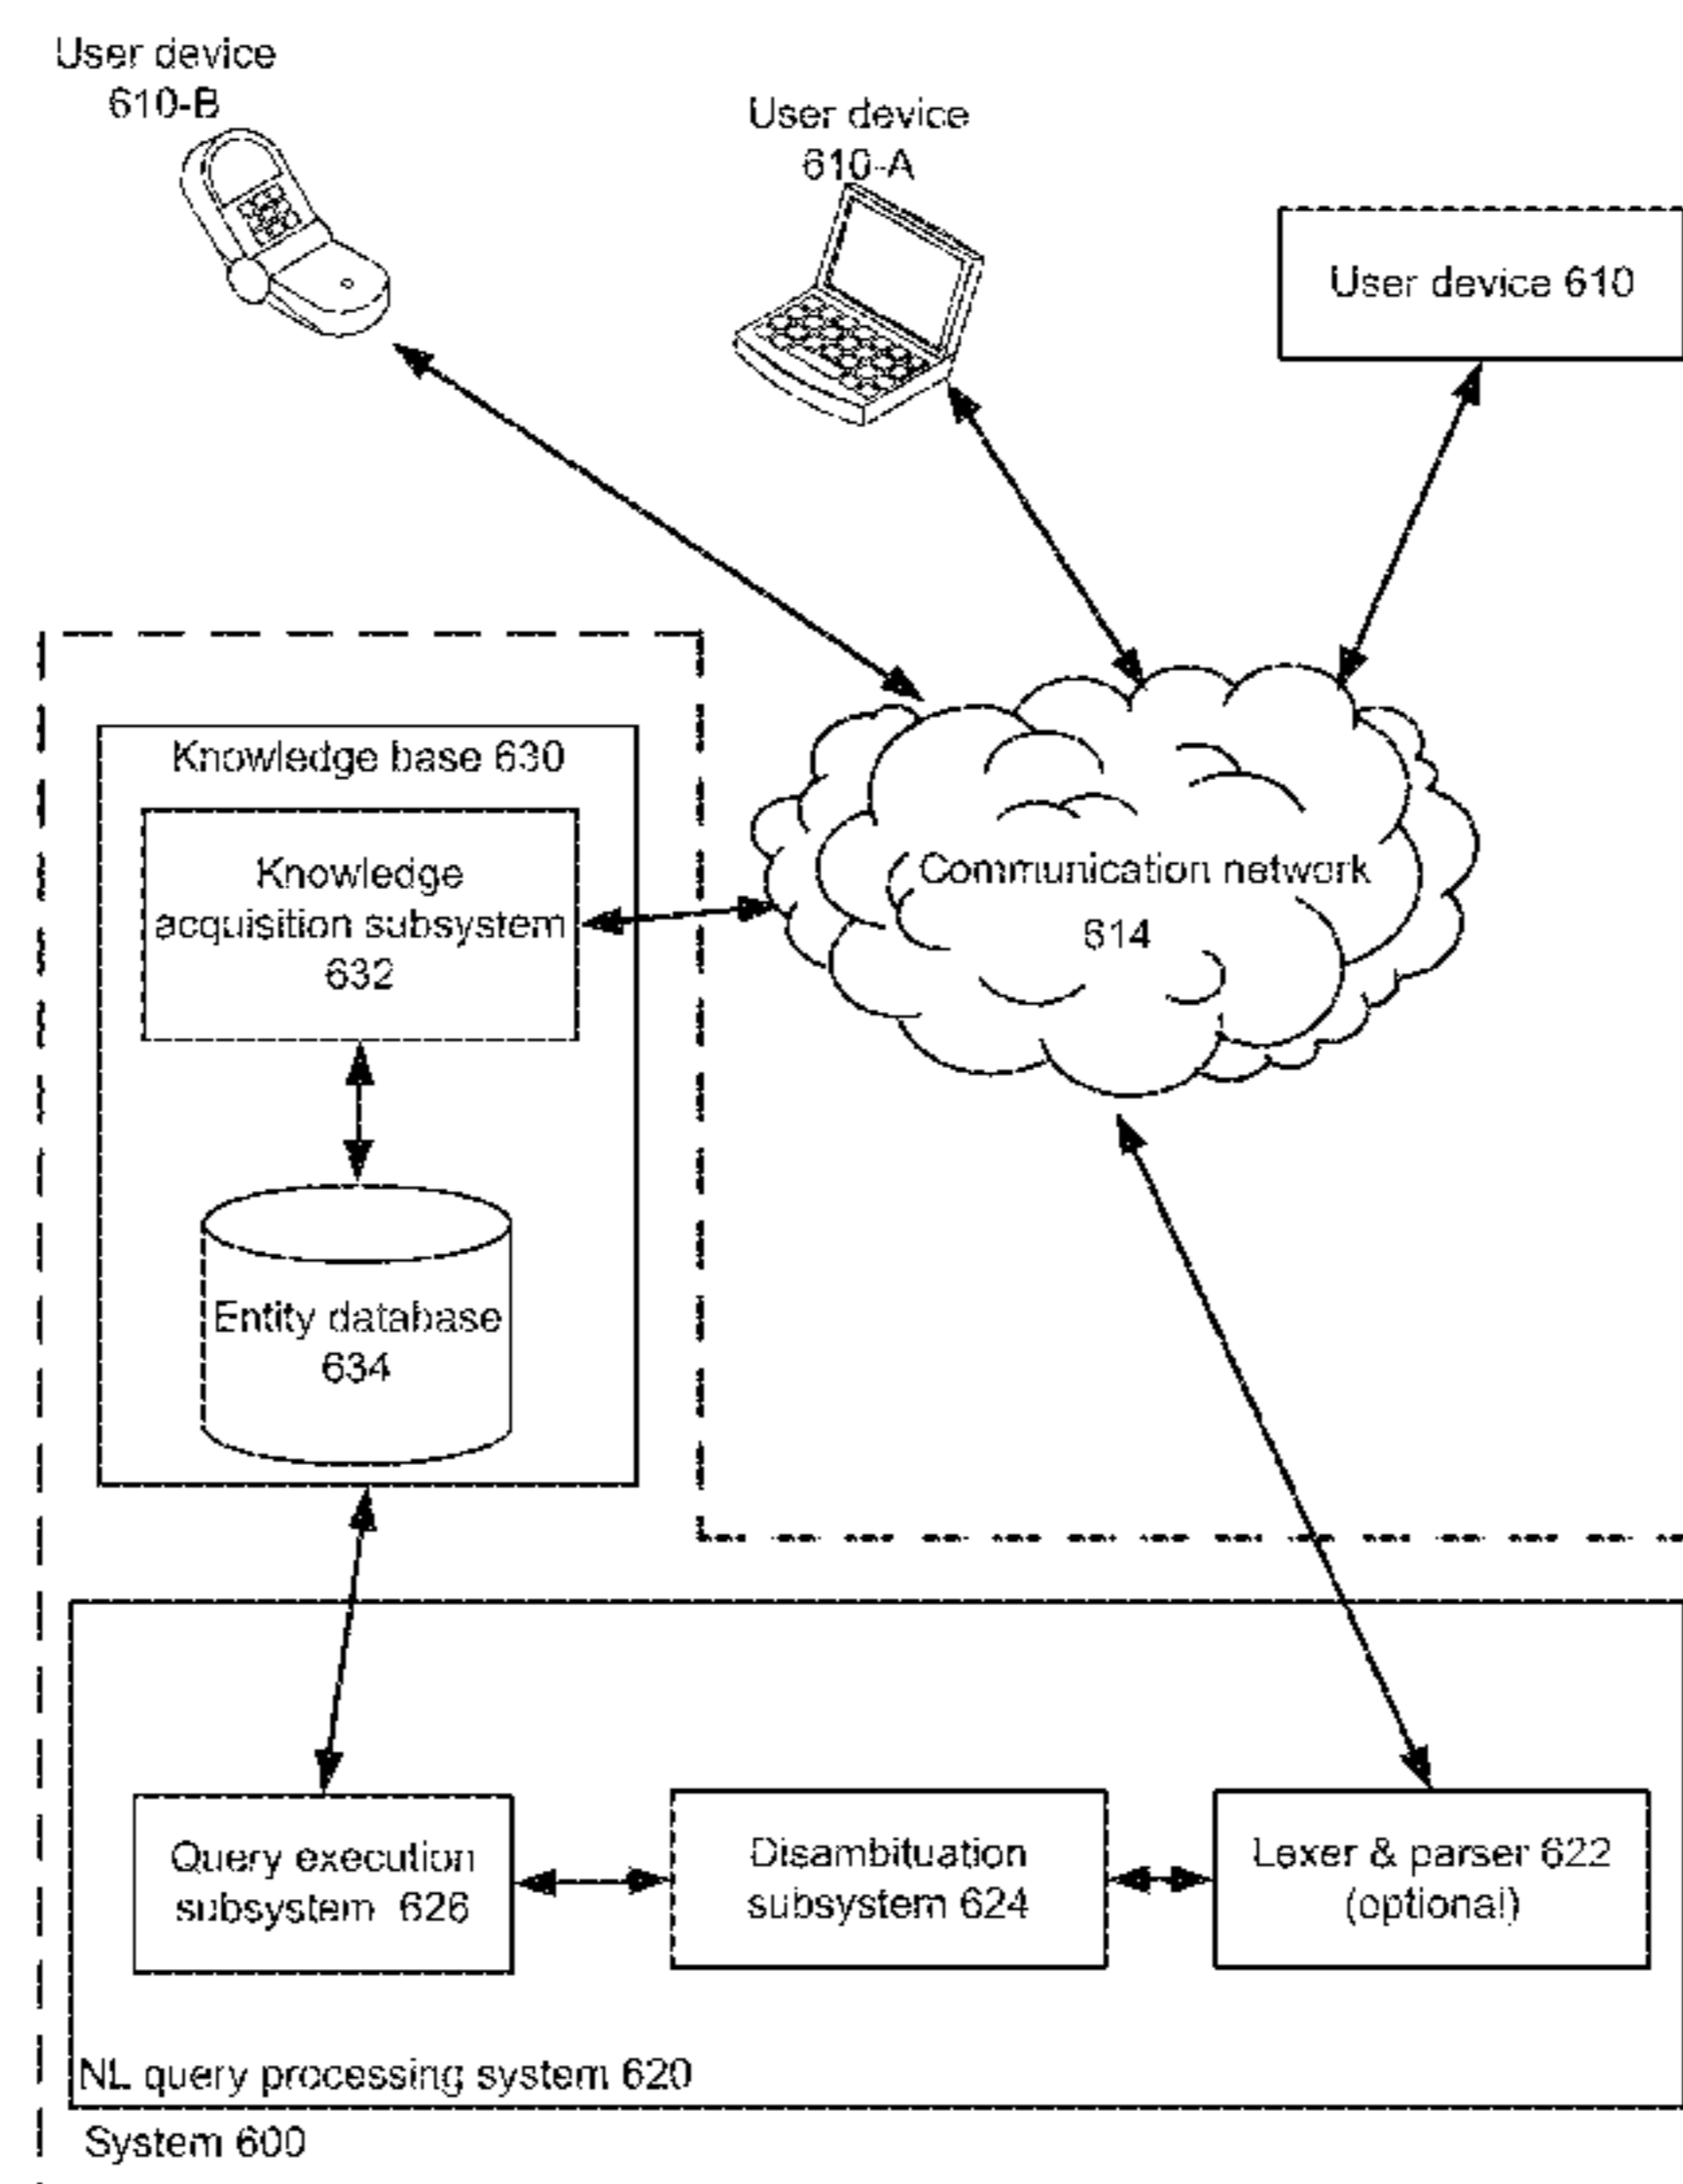 User device
610-B
User device
610-A
User device 610
Knowledge base 630
Knowledge
acquisition subsystem
632
Communication network
614
Entity database
634
Query execution
subsystem 626
Disambituation
subsystem 624
Lexer & parser 622
(optional)
NL query processing system 620
System 600